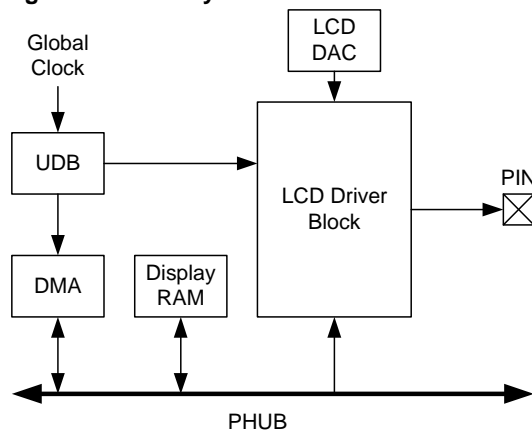 Global
Clock
LCD
DAC
UDB
LCD Driver
Block
PIN
DMA
Display
RAM
PHUB